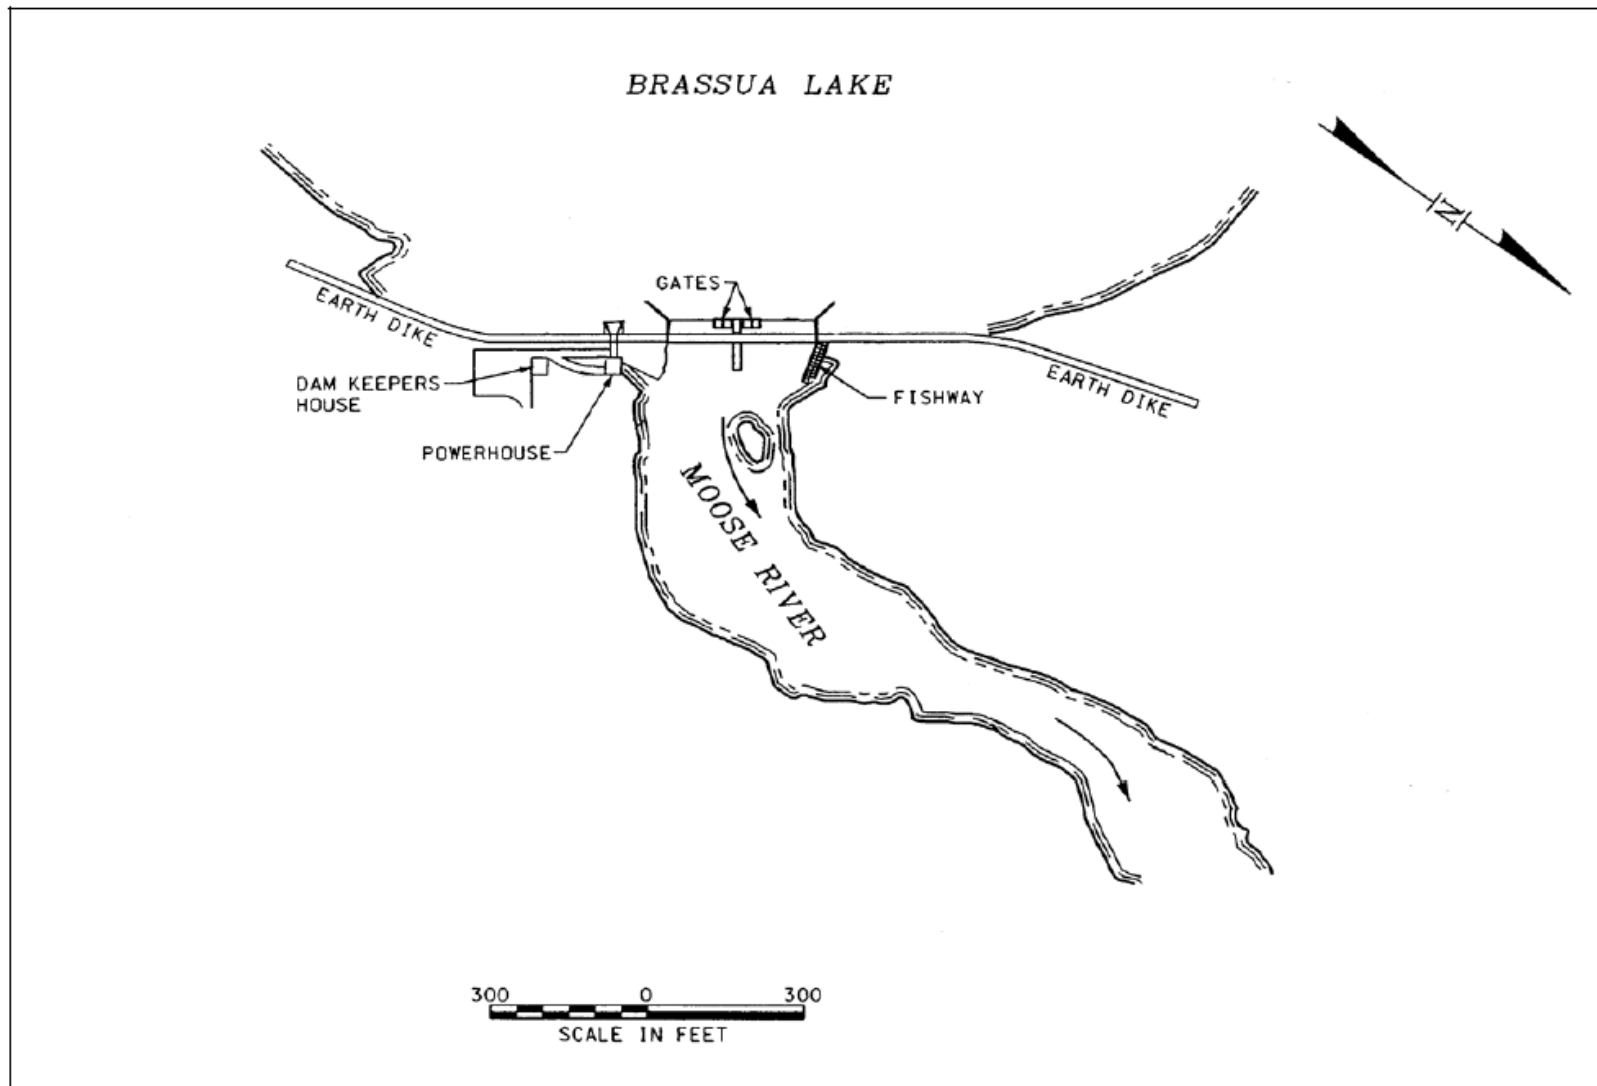 BRASSUA LAKE
N
GATES
EARTH DIKE
DAM KEEPERS
HOUSE
EARTH DIKE
FISHWAY
POWERHOUSE
MOOSE RIVER
300 0 300
SCALE IN FEET